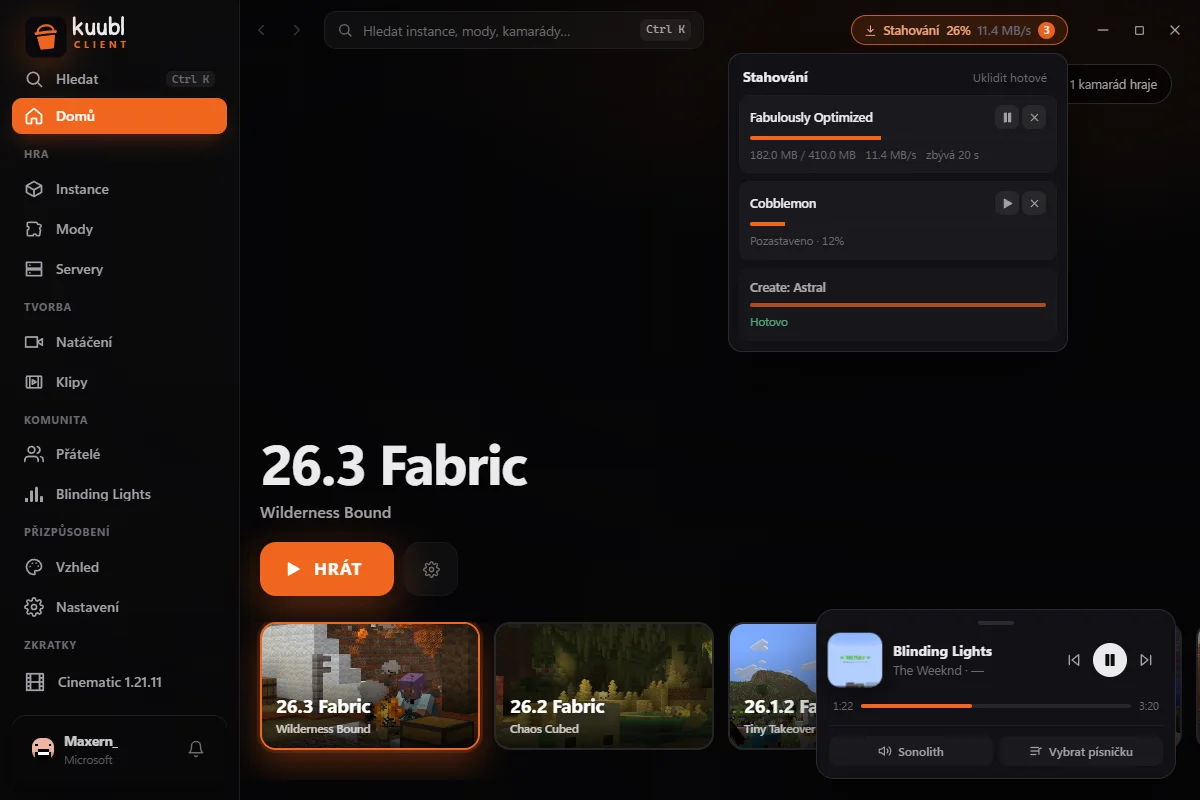 kuubl
CLIENT
Hledat instance, mody, kamarády…
Ctrl K
Stahování 26% 11.4 MB/s 3
Hledat
Ctrl K
Domů
HRA
Instance
Mody
Servery
TVORBA
Natáčení
Klipy
KOMUNITA
Přátelé
Blinding Lights
PŘIZPŮSOBENÍ
Vzhled
Nastavení
ZKRATKY
Cinematic 1.21.11
Maxern_
Microsoft
Stahování
Uklidit hotové
1 kamarád hraje
Fabulously Optimized
182.0 MB / 410.0 MB 11.4 MB/s zbývá 20 s
Cobblemon
Pozastaveno · 12%
Create: Astral
Hotovo
26.3 Fabric
Wilderness Bound
HRÁT
26.3 Fabric
Wilderness Bound
26.2 Fabric
Chaos Cubed
26.1.2 Fa
Tiny Takeover
Blinding Lights
The Weeknd · —
1:22
3:20
Sonolith
Vybrat písničku